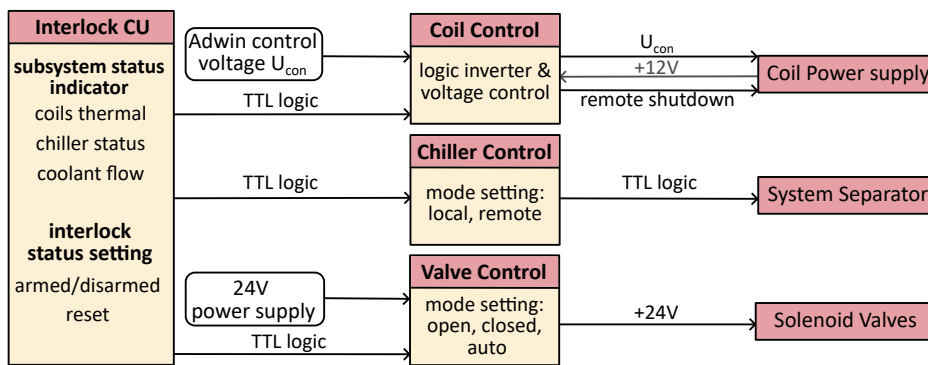 Interlock CU
subsystem status
indicator
coils thermal
chiller status
coolant flow
interlock
status setting
armed/disarmed
reset
Adwin control
voltage U_con
TTL logic
TTL logic
24V
power supply
TTL logic
Coil Control
logic inverter &
voltage control
Chiller Control
mode setting:
local, remote
Valve Control
mode setting:
open, closed,
auto
U_con
+12V
remote shutdown
TTL logic
+24V
Coil Power supply
System Separator
Solenoid Valves